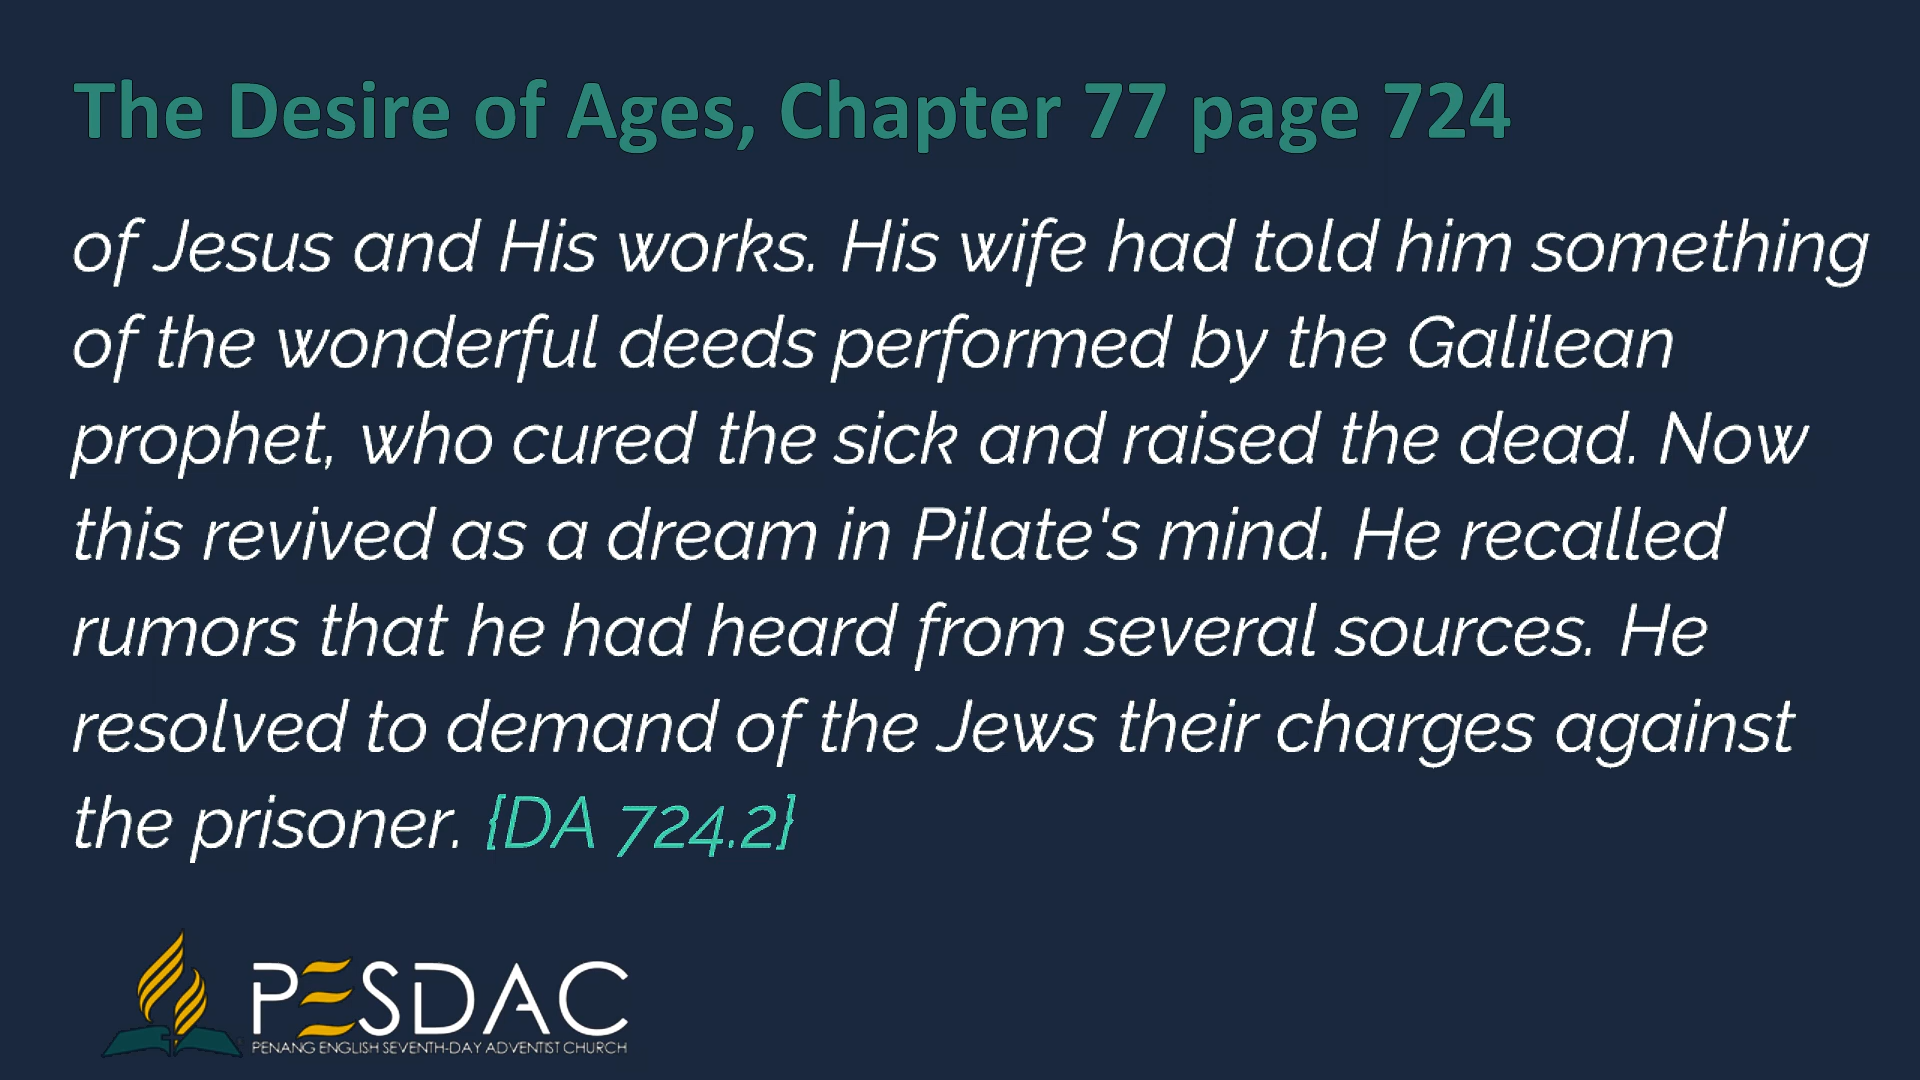 The Desire of Ages, Chapter 77 page 724
of Jesus and His works. His wife had told him something
of the wonderful deeds performed by the Galilean
prophet, who cured the sick and raised the dead. Now
this revived as a dream in Pilate's mind. He recalled
rumors that he had heard from several sources. He
resolved to demand of the Jews their charges against
the prisoner. {DA 724.2}
PESDAC
PENANG ENGLISH SEVENTH-DAY ADVENTIST CHURCH